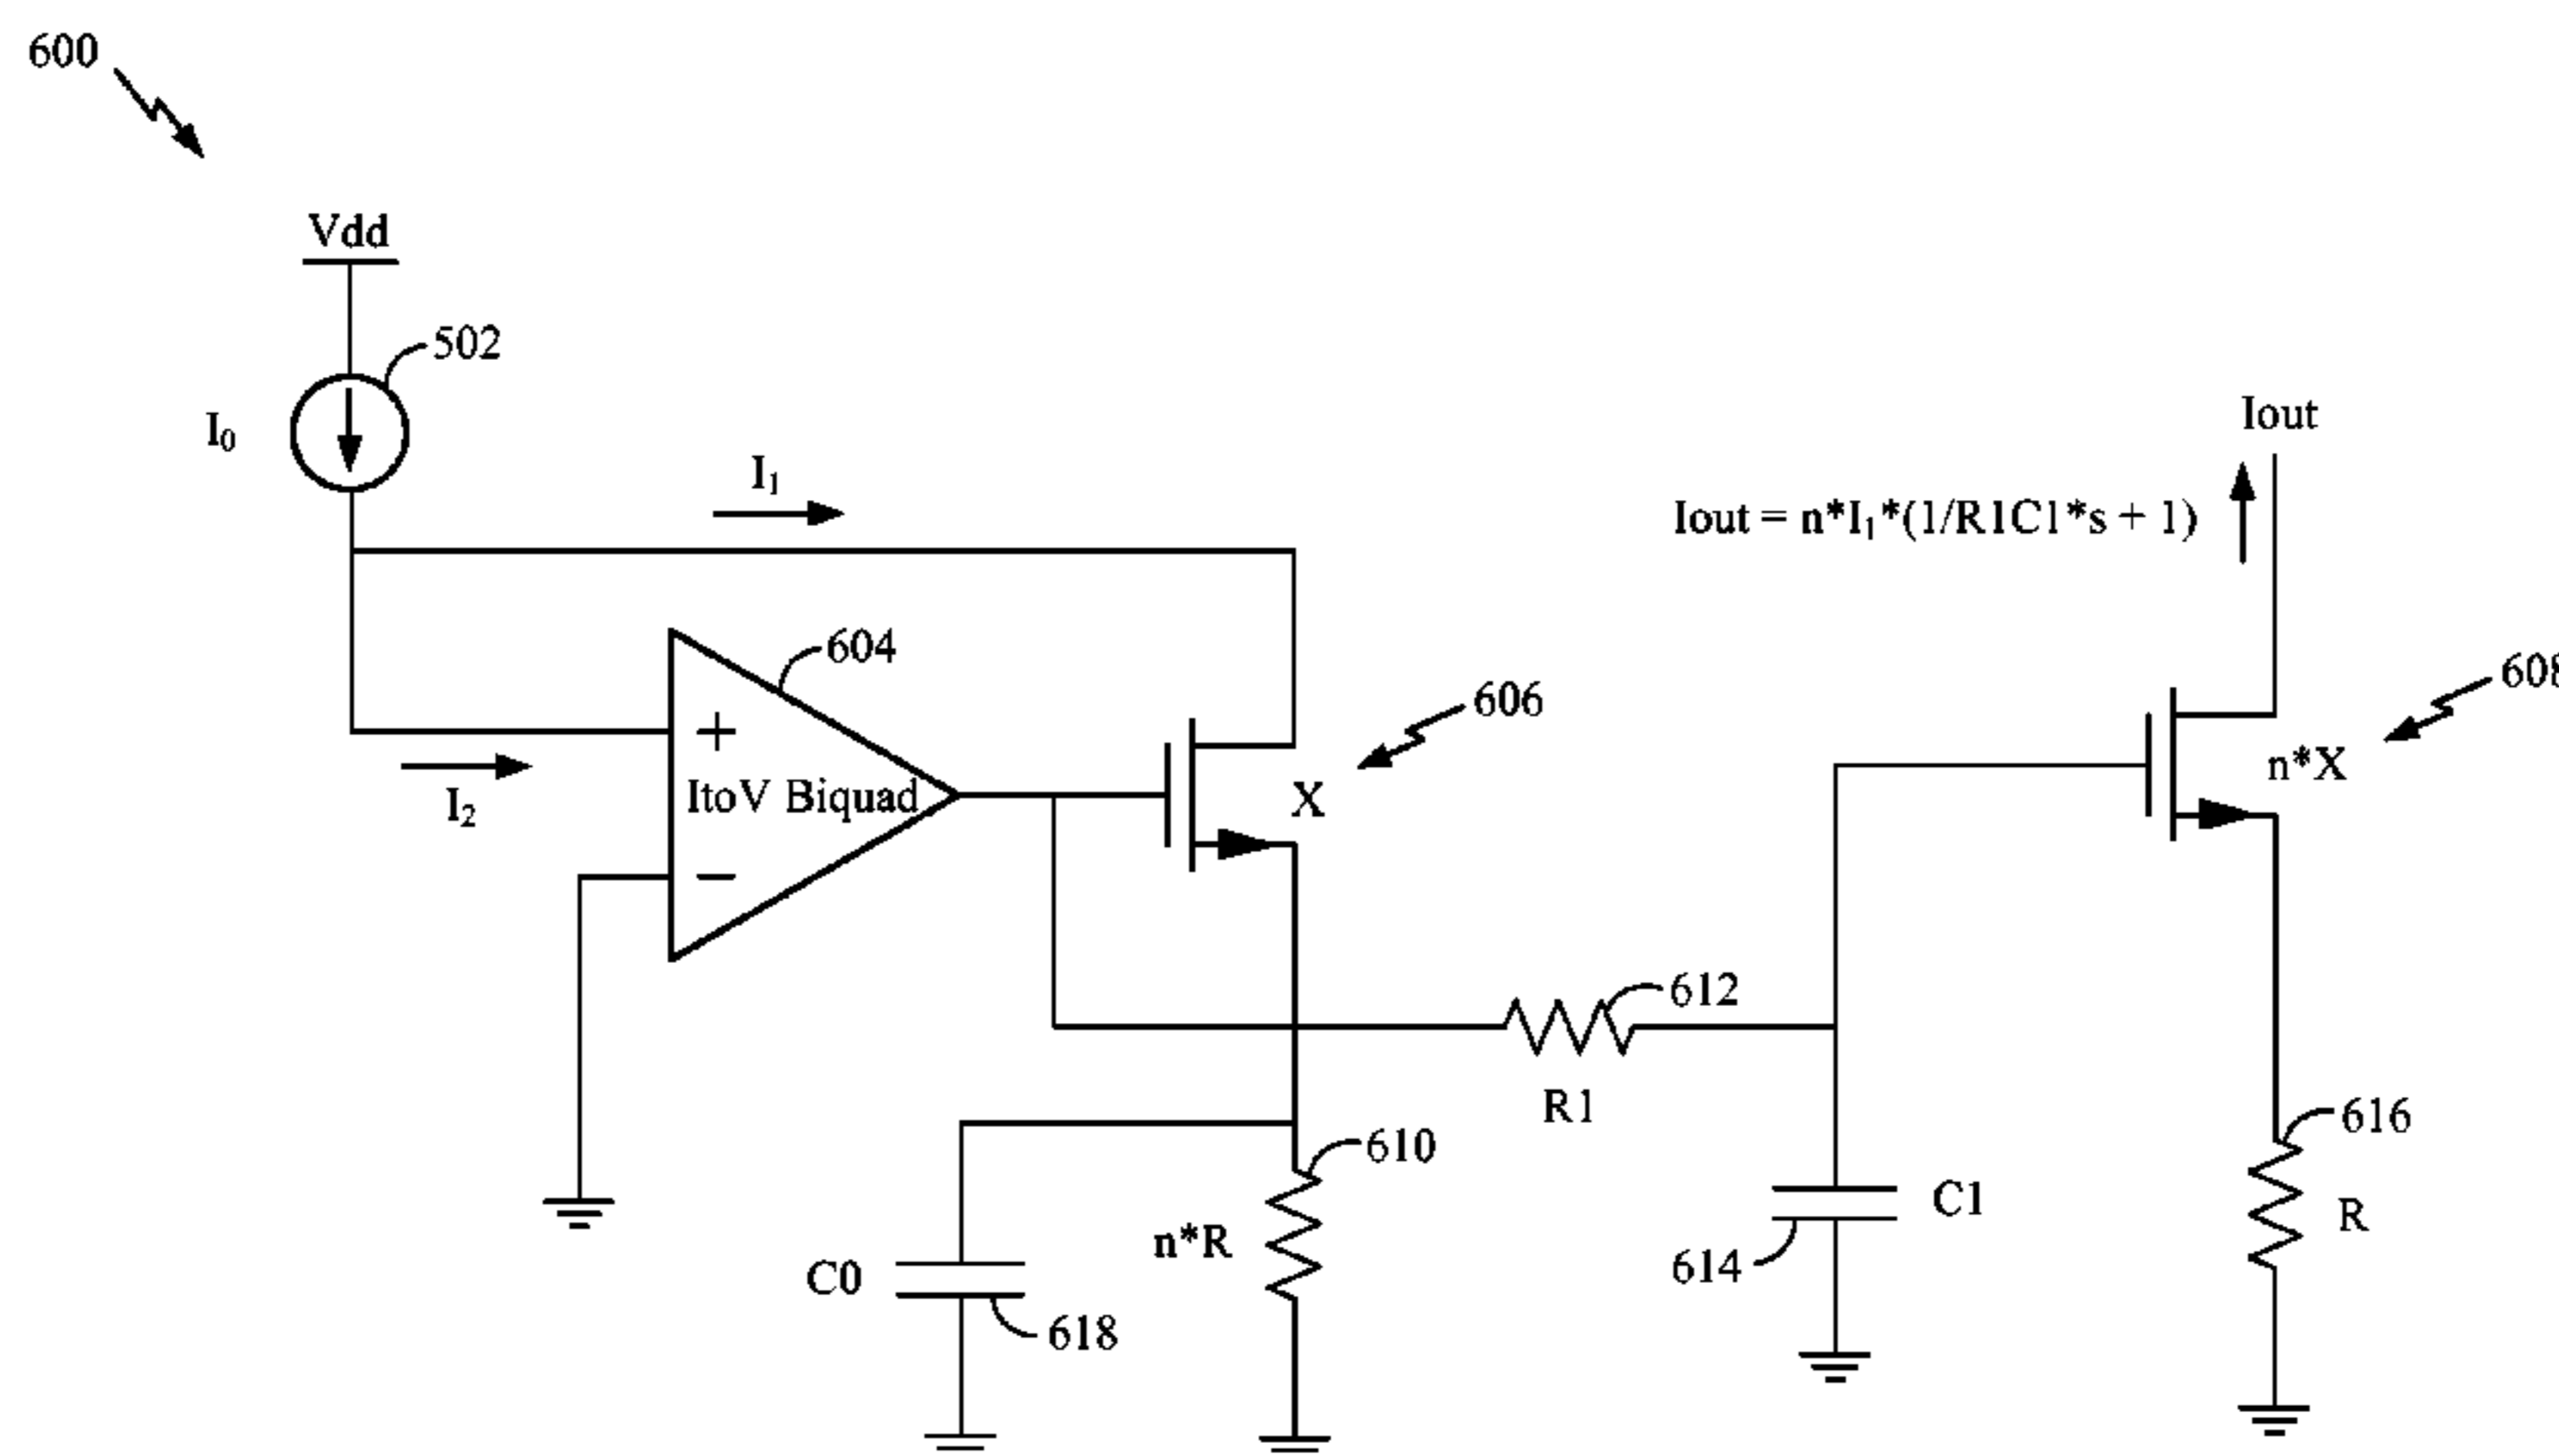 600
Vdd
502
I₀
I₁
Iout
Iout = n*I₁*(1/R1C1*s + 1)
604
606
608
+
ItoV Biquad
−
I₂
X
n*X
612
R1
610
616
n*R
C1
R
C0
614
618